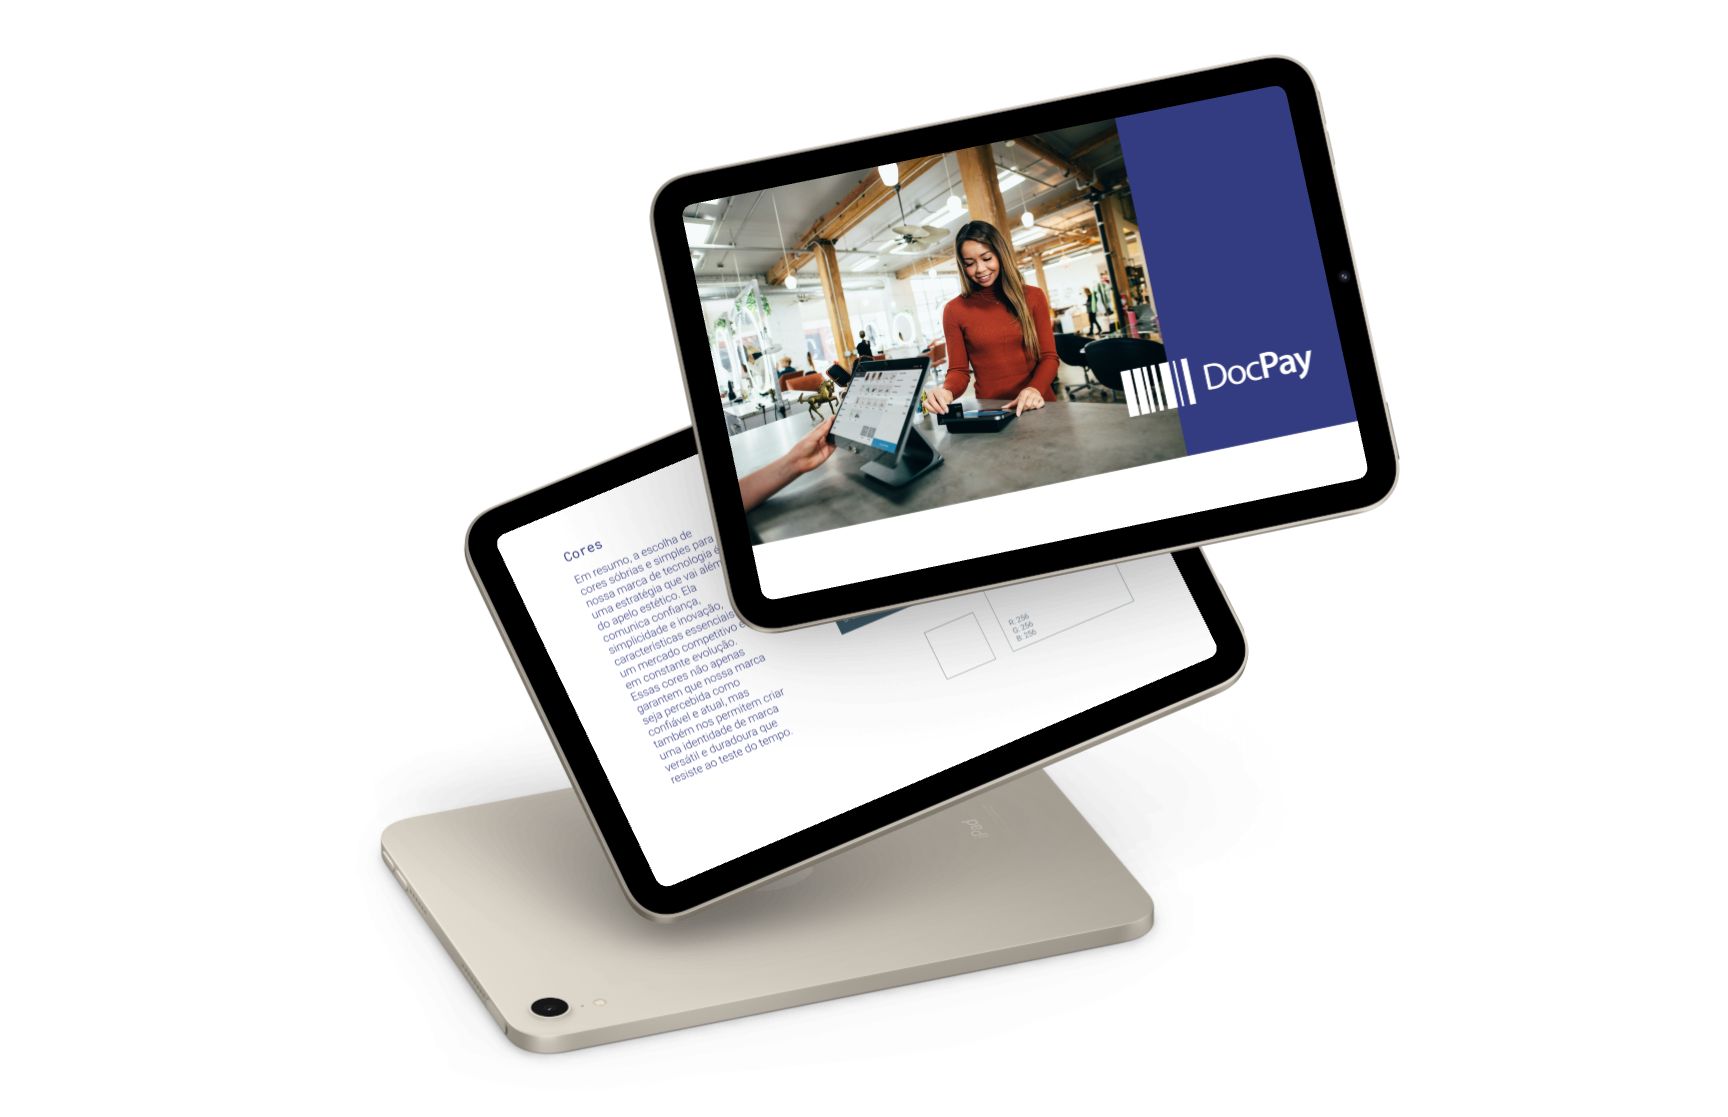 DocPay
Cores
Em resumo, a escolha de
cores sóbrias e simples para
nossa marca de tecnologia é
uma estratégia que vai além
do apelo estético. Ela
comunica confiança,
simplicidade e inovação,
características essenciais
um mercado competitivo e
em constante evolução.
Essas cores não apenas
garantem que nossa marca
seja percebida como
confiável e atual, mas
também nos permitem criar
uma identidade de marca
versátil e duradoura que
resiste ao teste do tempo.
R: 256
G: 256
B: 256
iPad